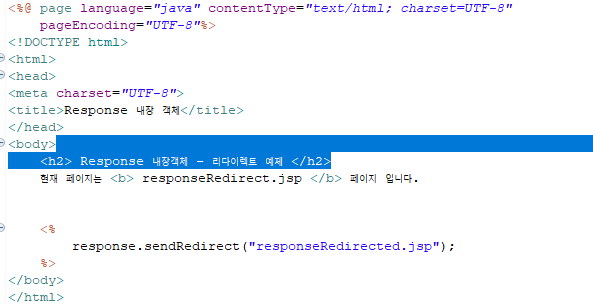 <%@ page language="java" contentType="text/html; charset=UTF-8"
    pageEncoding="UTF-8"%>
<!DOCTYPE html>
<html>
<head>
<meta charset="UTF-8">
<title>Response 내장 객체</title>
</head>
<body>
    <h2> Response 내장객체 - 리다이렉트 예제 </h2>
    현재 페이지는 <b> responseRedirect.jsp </b> 페이지 입니다.
    <%
        response.sendRedirect("responseRedirected.jsp");
    %>
</body>
</html>